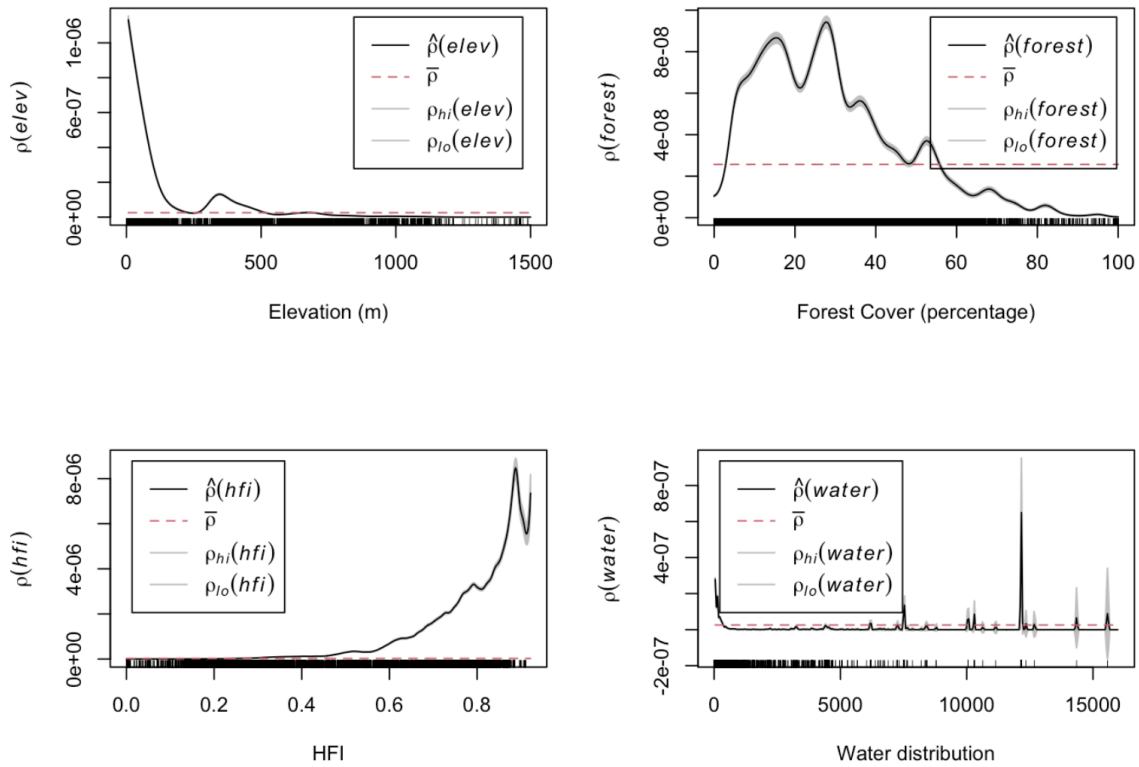 ρ(elev)
0e+00
6e-07
1e-06
ρ̂(elev)
ρ̅
ρhi(elev)
ρlo(elev)
0
500
1000
1500
Elevation (m)
ρ(forest)
0e+00
4e-08
8e-08
ρ̂(forest)
ρ̅
ρhi(forest)
ρlo(forest)
0
20
40
60
80
100
Forest Cover (percentage)
ρ(hfi)
0e+00
4e-06
8e-06
ρ̂(hfi)
ρ̅
ρhi(hfi)
ρlo(hfi)
0.0
0.2
0.4
0.6
0.8
HFI
ρ(water)
-2e-07
4e-07
8e-07
ρ̂(water)
ρ̅
ρhi(water)
ρlo(water)
0
5000
10000
15000
Water distribution